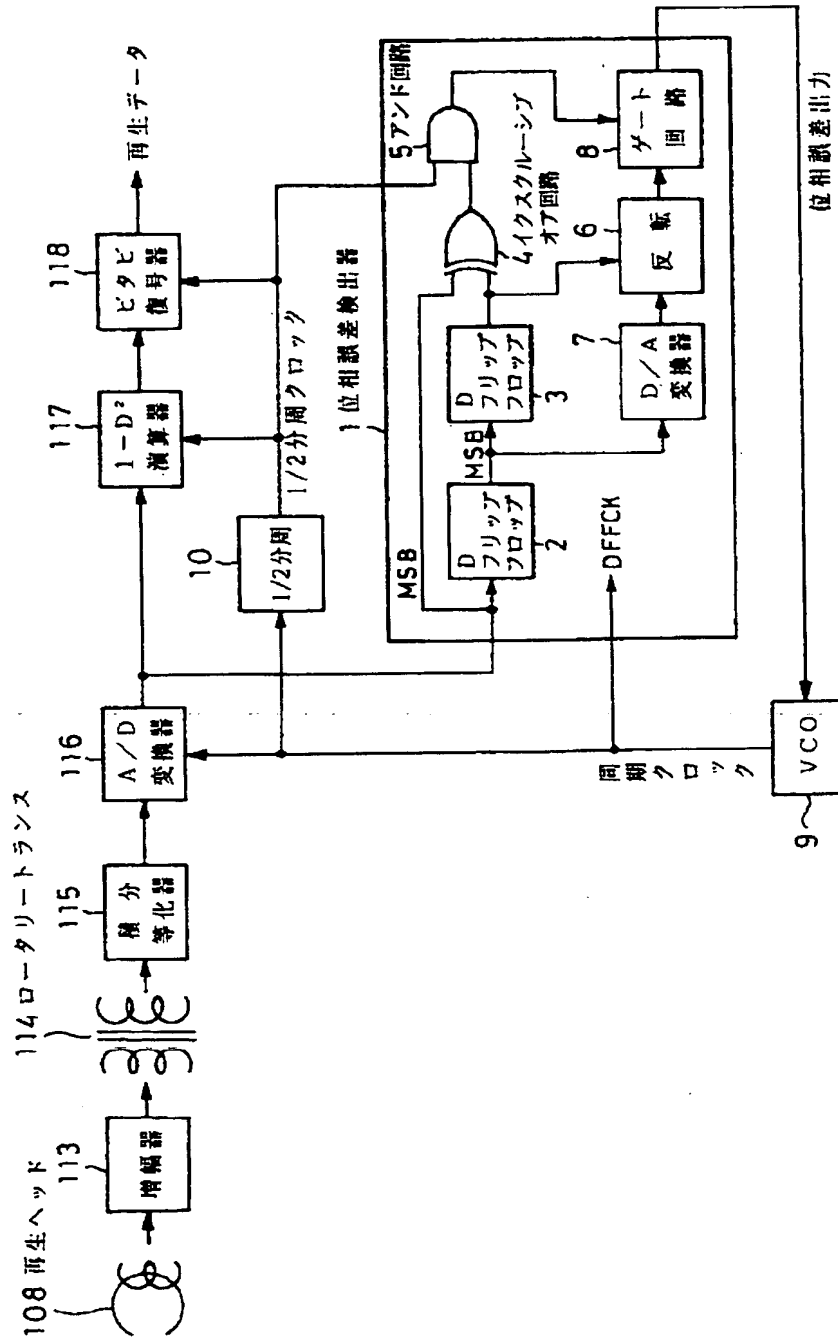 108 再生ヘッド
113
増幅器
114 ロータリートランス
115
積分
等化器
116
A/D
変換器
117
1-D²
演算器
118
ビタビ
復号器
再生データ
10
1/2分周
1/2分周クロック
1 位相誤差検出器
MSB
D
フリップ
フロップ
2
MSB
D
フリップ
フロップ
3
4 イクスクルーシブ
オア回路
5 アンド回路
7
D/A
変換器
6
反転
8
ゲート
回路
DFFCK
同期クロック
9
VCO
位相誤差出力